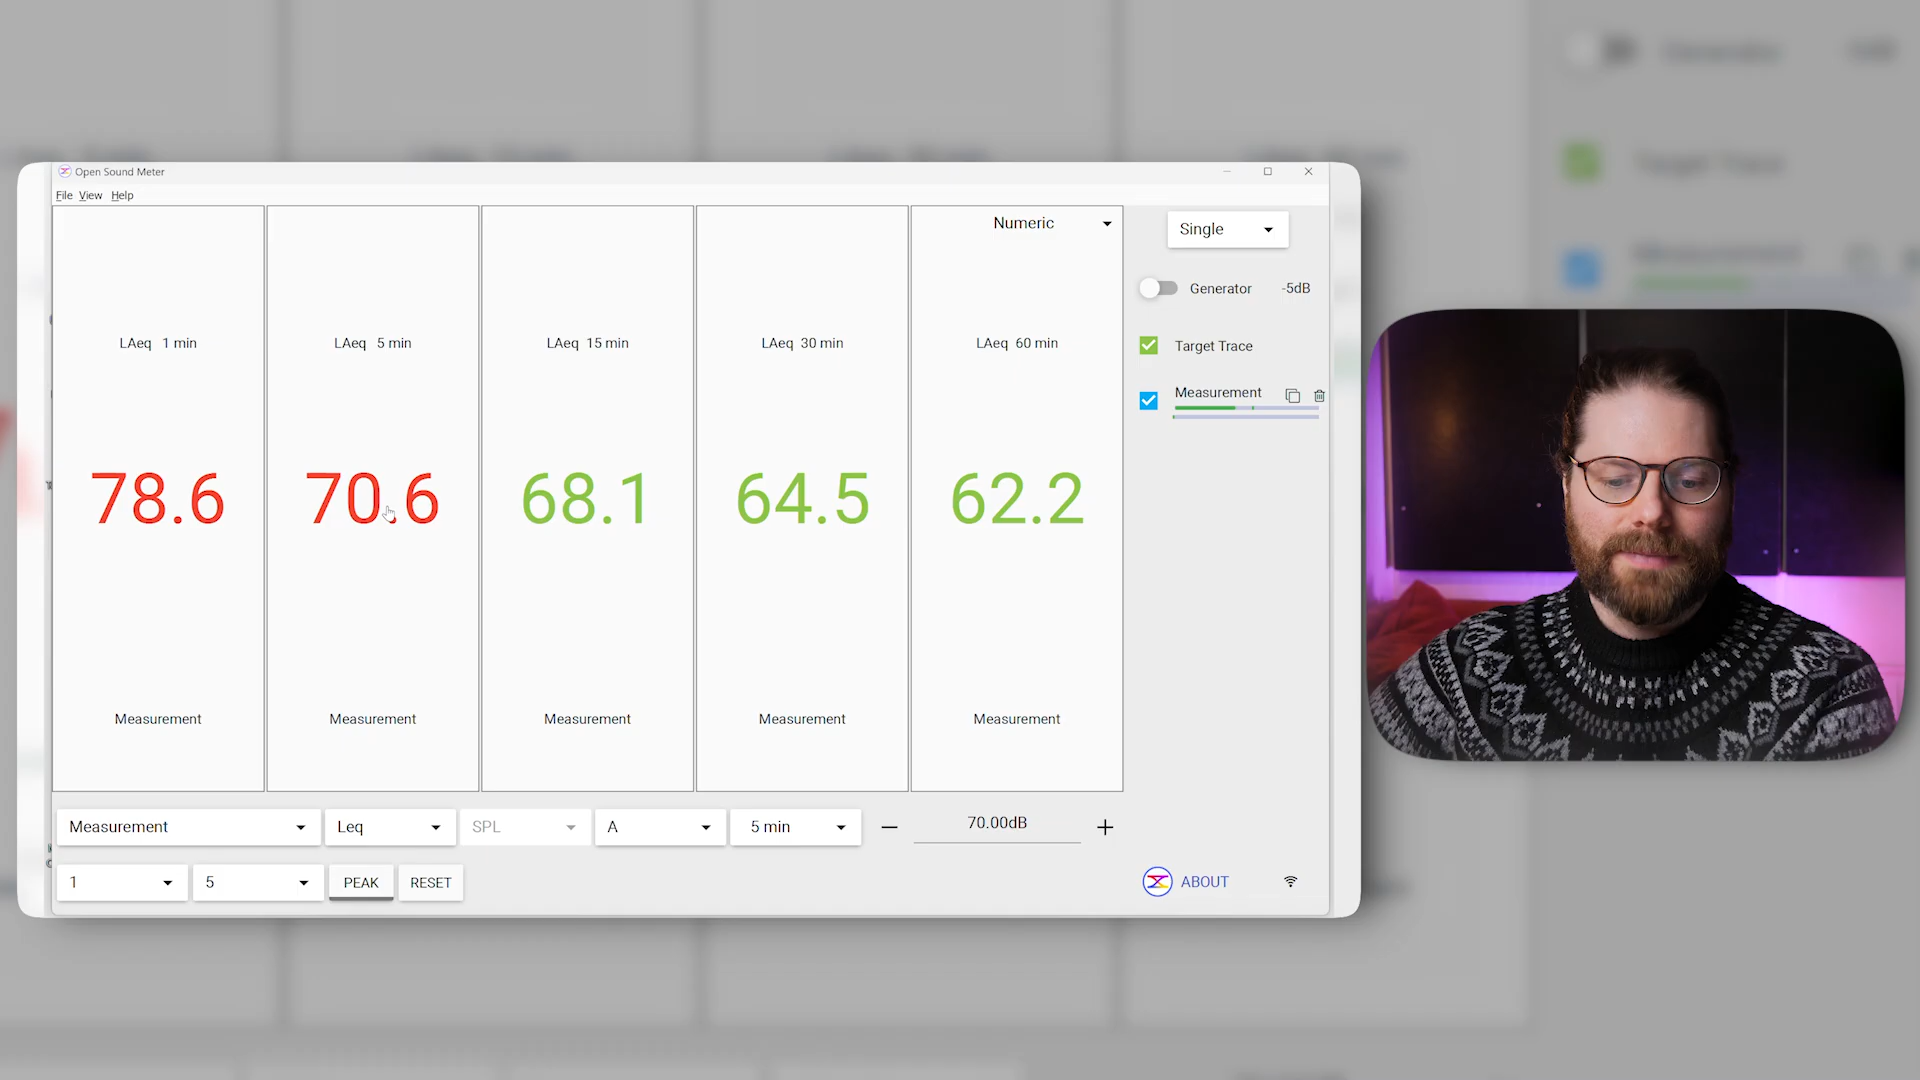 Open Sound Meter
File View Help
Numeric
Single
Generator -5dB
Target Trace
Measurement
LAeq 1 min
LAeq 5 min
LAeq 15 min
LAeq 30 min
LAeq 60 min
78.6
70.6
68.1
64.5
62.2
Measurement
Measurement
Measurement
Measurement
Measurement
Measurement
Leq
SPL
A
5 min
70.00dB
1
5
PEAK
RESET
ABOUT